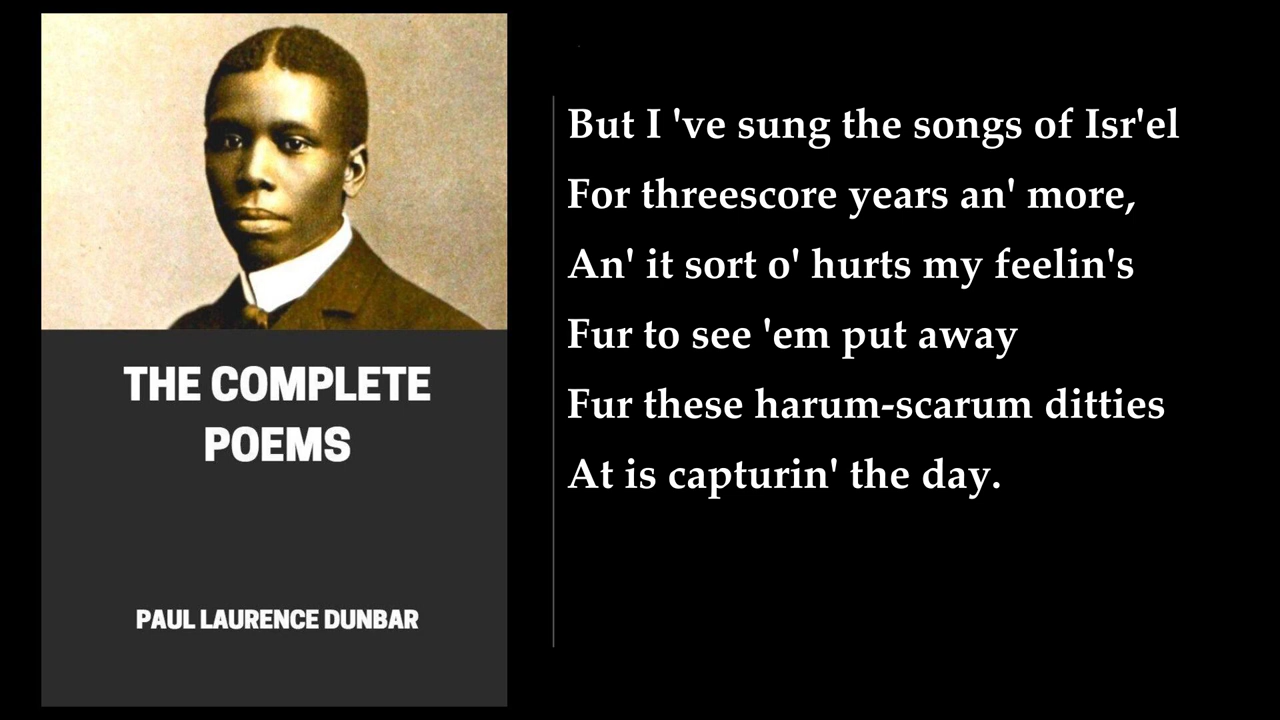 THE COMPLETE
POEMS
PAUL LAURENCE DUNBAR
But I 've sung the songs of Isr'el
For threescore years an' more,
An' it sort o' hurts my feelin's
Fur to see 'em put away
Fur these harum-scarum ditties
At is capturin' the day.